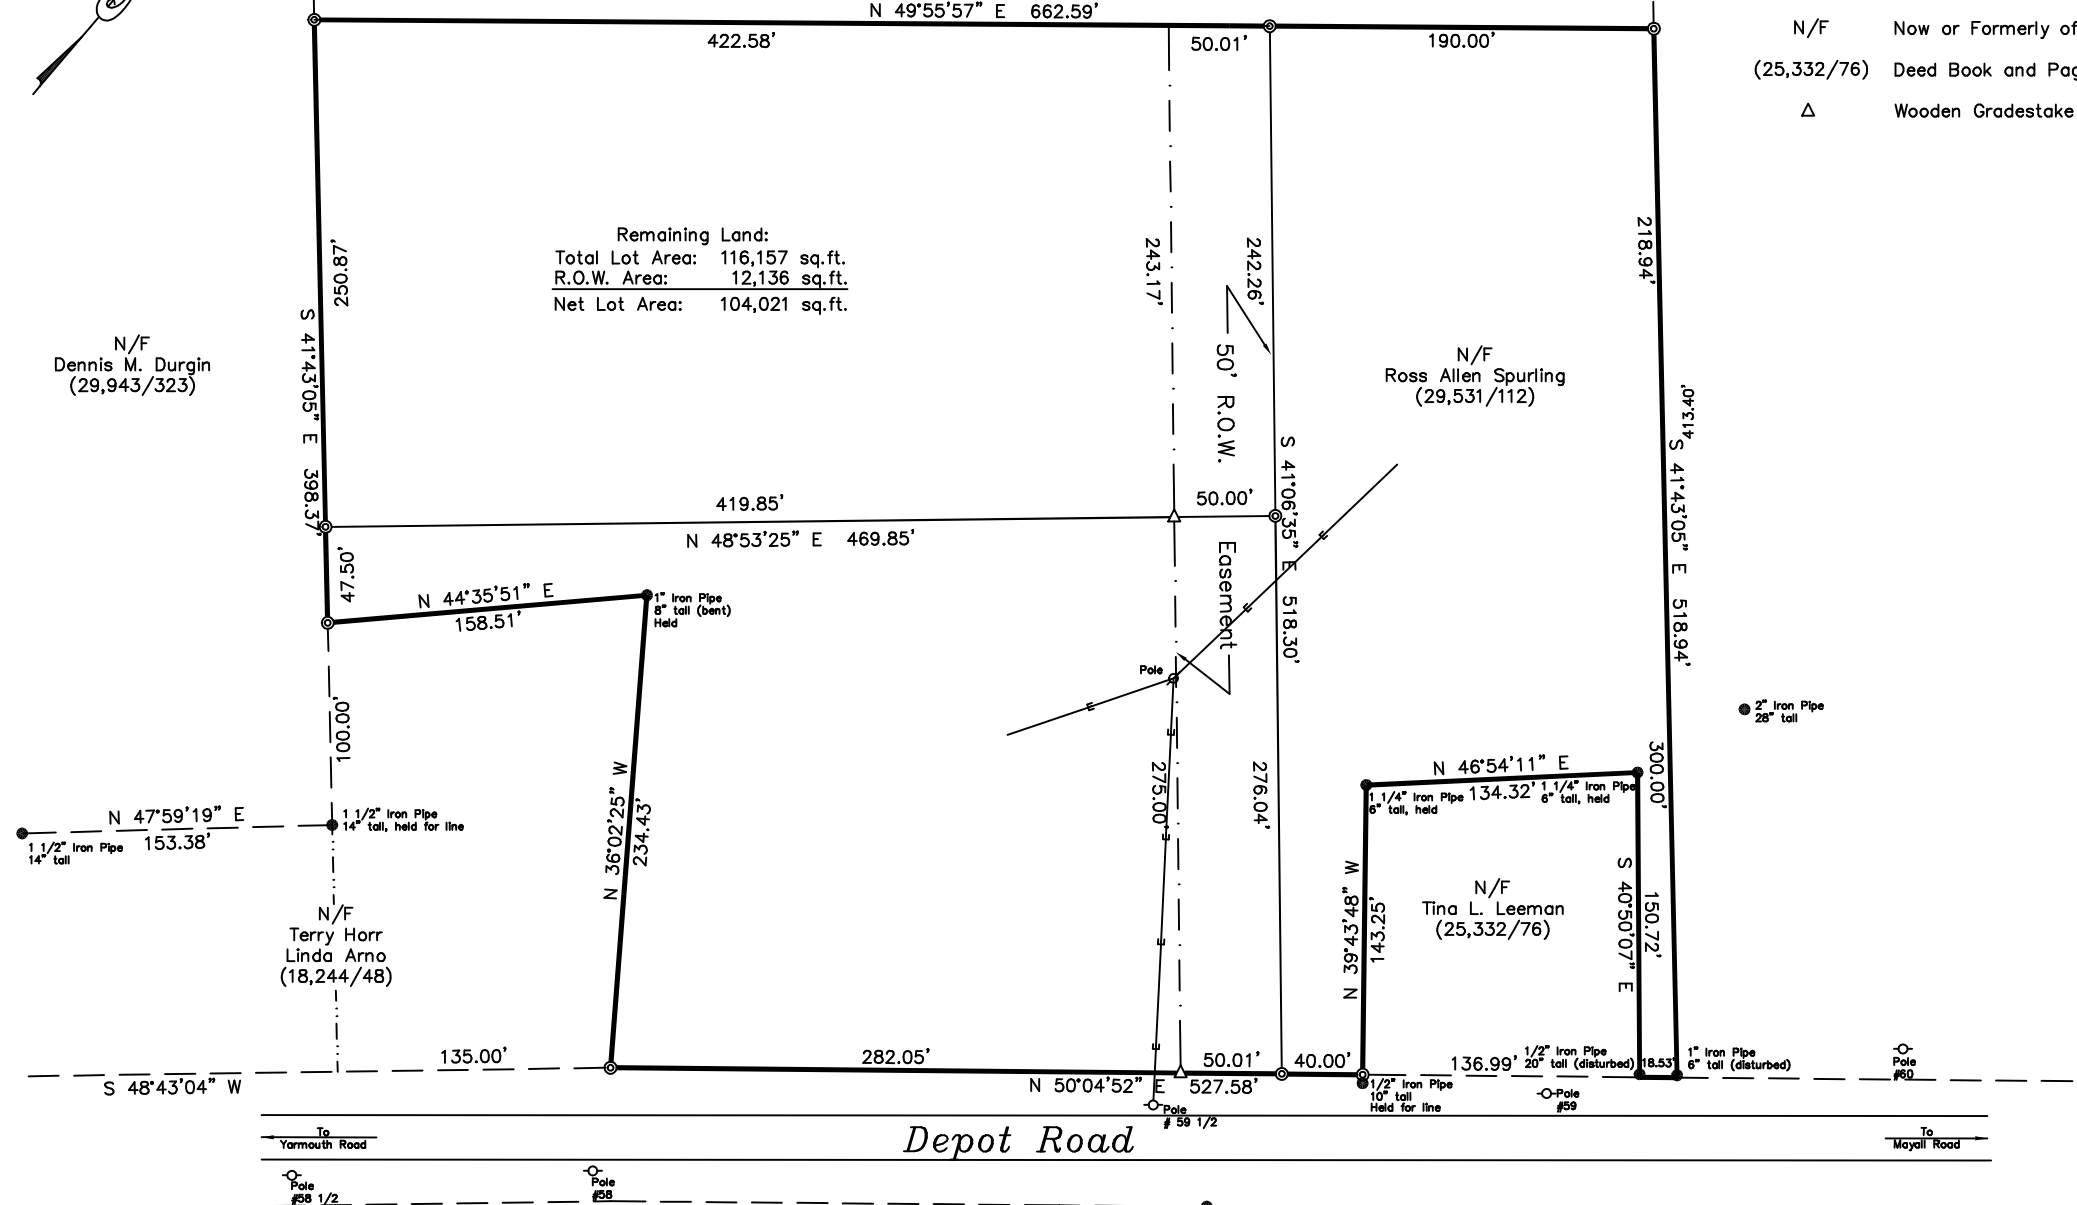 N 49°55'57" E 662.59'
422.58'
50.01'
190.00'
N/F Now or Formerly of
(25,332/76) Deed Book and Pag
Wooden Gradestake
250.87'
S 41°43'05" E 398.37'
Remaining Land:
Total Lot Area: 116,157 sq.ft.
R.O.W. Area: 12,136 sq.ft.
Net Lot Area: 104,021 sq.ft.
243.17'
242.26'
50' R.O.W.
Easement
218.94'
N/F
Dennis M. Durgin
(29,943/323)
N/F
Ross Allen Spurling
(29,531/112)
413.40'
S 41°43'05" E 518.94'
S 41°06'35" E 518.30'
419.85'
50.00'
N 48°53'25" E 469.85'
47.50'
N 44°35'51" E
158.51'
1" Iron Pipe
8" tall (bent)
Held
E
E
Pole
E
E
E
E
E
100.00'
N 36°02'25" W
234.43'
275.00'
276.04'
2" Iron Pipe
28" tall
300.00'
N 46°54'11" E
134.32'
1 1/4" Iron Pipe
6" tall, held
1 1/4" Iron Pipe
6" tall, held
N 47°59'19" E
153.38'
1 1/2" Iron Pipe
14" tall, held for line
1 1/2" Iron Pipe
14" tall
N 39°43'48" W
143.25'
N/F
Tina L. Leeman
(25,332/76)
S 40°50'07" E
150.72'
N/F
Terry Horr
Linda Arno
(18,244/48)
135.00'
S 48°43'04" W
282.05'
50.01'
40.00'
136.99'
1/2" Iron Pipe
20" tall (disturbed)
18.53'
1" Iron Pipe
6" tall (disturbed)
Pole
#60
N 50°04'52" E 527.58'
1/2" Iron Pipe
10" tall
Held for line
Pole
#59
Pole
# 59 1/2
To
Yarmouth Road
Depot Road
To
Mayall Road
Pole
#58 1/2
Pole
#58